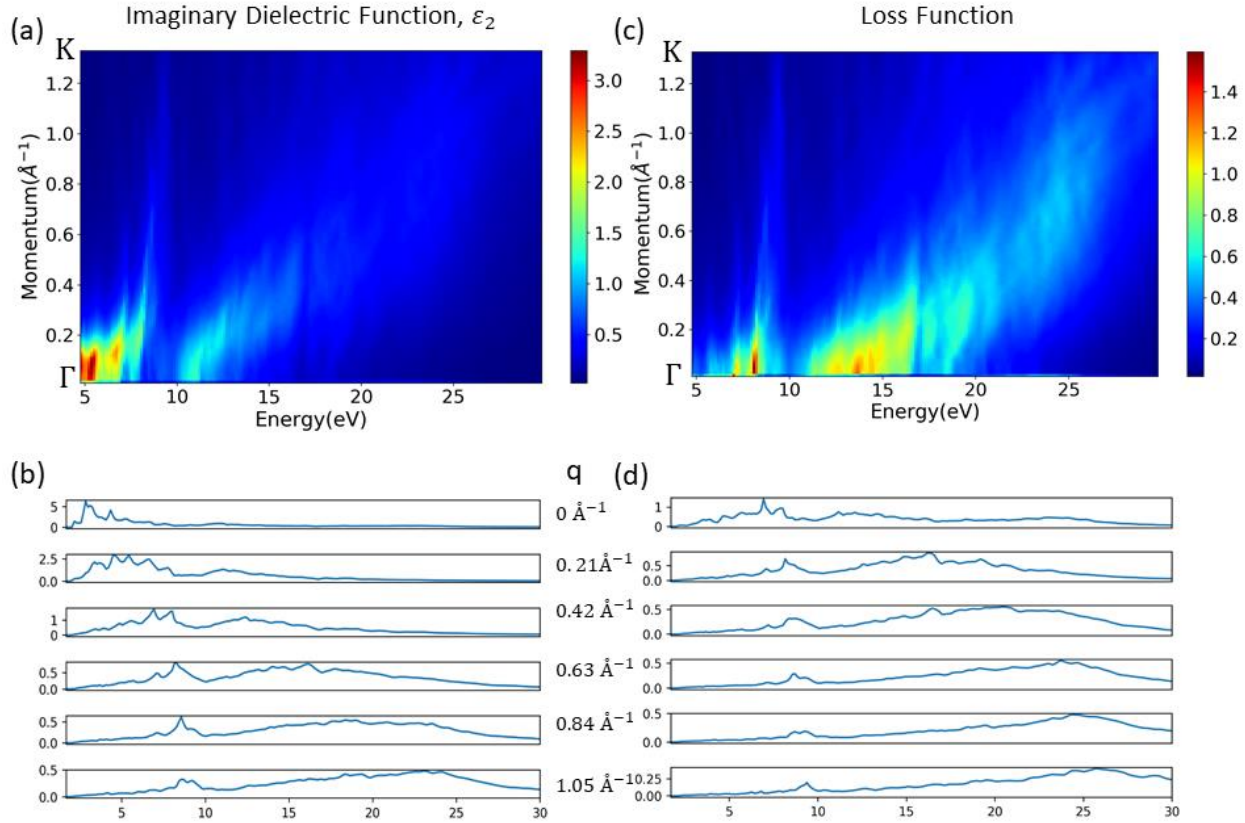 Imaginary Dielectric Function, ε₂
Loss Function
(a)
K
1.2
1.0
0.8
0.6
0.4
0.2
Γ
Momentum(Å⁻¹)
5 10 15 20 25
Energy(eV)
3.0
2.5
2.0
1.5
1.0
0.5
(c)
K
1.2
1.0
0.8
0.6
0.4
0.2
Γ
Momentum(Å⁻¹)
5 10 15 20 25
Energy(eV)
1.4
1.2
1.0
0.8
0.6
0.4
0.2
(b)
5
0
2.5
0.0
1
0
0.5
0.0
0.5
0.0
0.5
0.0
5 10 15 20 25 30
q
0 Å⁻¹
0.21Å⁻¹
0.42 Å⁻¹
0.63 Å⁻¹
0.84 Å⁻¹
1.05 Å⁻¹
(d)
1
0
0.5
0.0
0.5
0.0
0.5
0.0
0.5
0.0
0.25
0.00
5 10 15 20 25 30